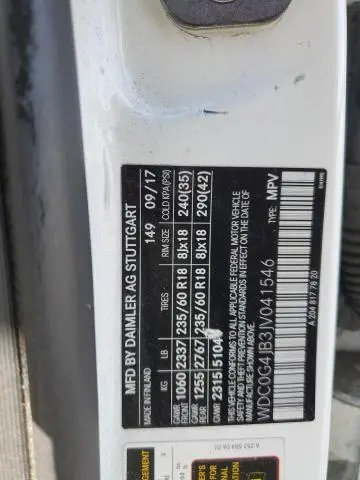 MFD BY DAIMLER AG STUTTGART
149 09/17
MADE IN FINLAND
KG LB TIRES RIM SIZE COLD KPA(PSI)
GAWR FRONT 1060 2337 235/60 R18 8Jx18 240(35)
GAWR REAR 1255 2767 235/60 R18 8Jx18 290(42)
GVWR 2315 5104
THIS VEHICLE CONFORMS TO ALL APPLICABLE FEDERAL MOTOR VEHICLE
SAFETY, BUMPER, AND THEFT PREVENTION STANDARDS
IN EFFECT ON THE DATE OF MANUFACTURE SHOWN ABOVE.
WDC0G4JB3JV041546 TYPE: MPV
A 204 817 78 20